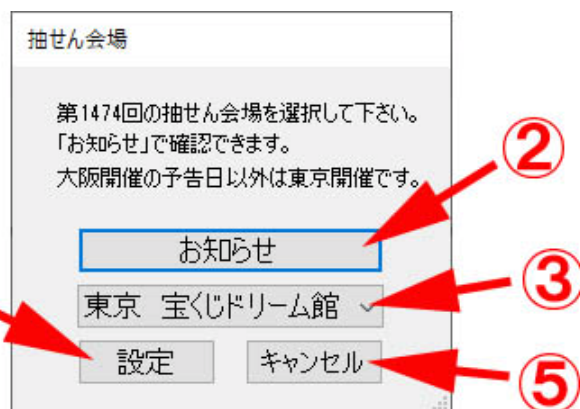 抽せん会場
第1474回の抽せん会場を選択して下さい。
「お知らせ」で確認できます。
大阪開催の予告日以外は東京開催です。
②
お知らせ
東京 宝くじドリーム館
③
設定
キャンセル
⑤